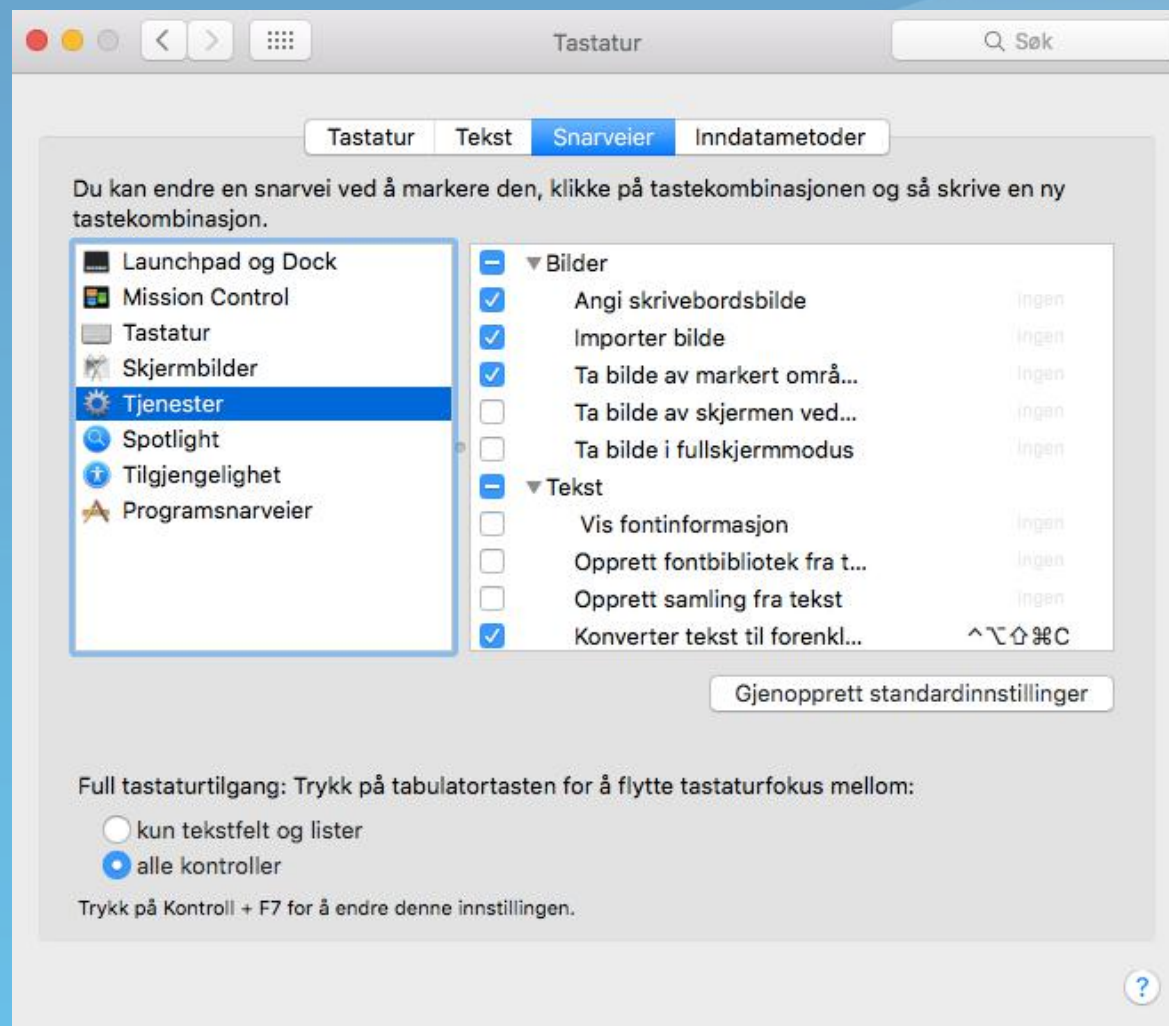 Tastatur
Søk
Tastatur Tekst Snarveier Inndatametoder
Du kan endre en snarvei ved å markere den, klikke på tastekombinasjonen og så skrive en ny
tastekombinasjon.
Launchpad og Dock
Mission Control
Tastatur
Skjermbilder
Tjenester
Spotlight
Tilgjengelighet
Programsnarveier
Bilder
Angi skrivebordsbilde ingen
Importer bilde ingen
Ta bilde av markert områ... ingen
Ta bilde av skjermen ved... ingen
Ta bilde i fullskjermmodus ingen
Tekst
Vis fontinformasjon ingen
Opprett fontbibliotek fra t... ingen
Opprett samling fra tekst ingen
Konverter tekst til forenkl... ^⌥⇧⌘C
Gjenopprett standardinnstillinger
Full tastaturtilgang: Trykk på tabulatortasten for å flytte tastaturfokus mellom:
kun tekstfelt og lister
alle kontroller
Trykk på Kontroll + F7 for å endre denne innstillingen.
?